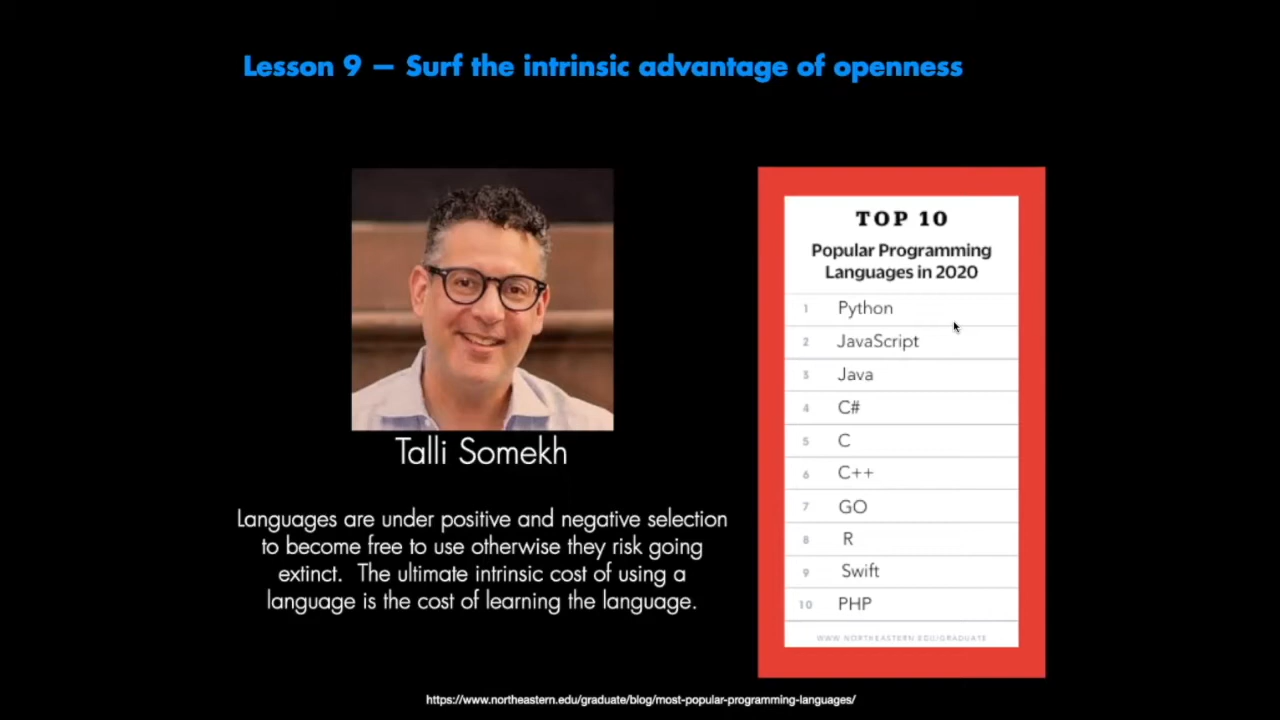 Lesson 9 — Surf the intrinsic advantage of openness
Talli Somekh
Languages are under positive and negative selection
to become free to use otherwise they risk going
extinct.  The ultimate intrinsic cost of using a
language is the cost of learning the language.
TOP 10
Popular Programming
Languages in 2020
1 Python
2 JavaScript
3 Java
4 C#
5 C
6 C++
7 GO
8 R
9 Swift
10 PHP
WWW.NORTHEASTERN.EDU/GRADUATE
https://www.northeastern.edu/graduate/blog/most-popular-programming-languages/